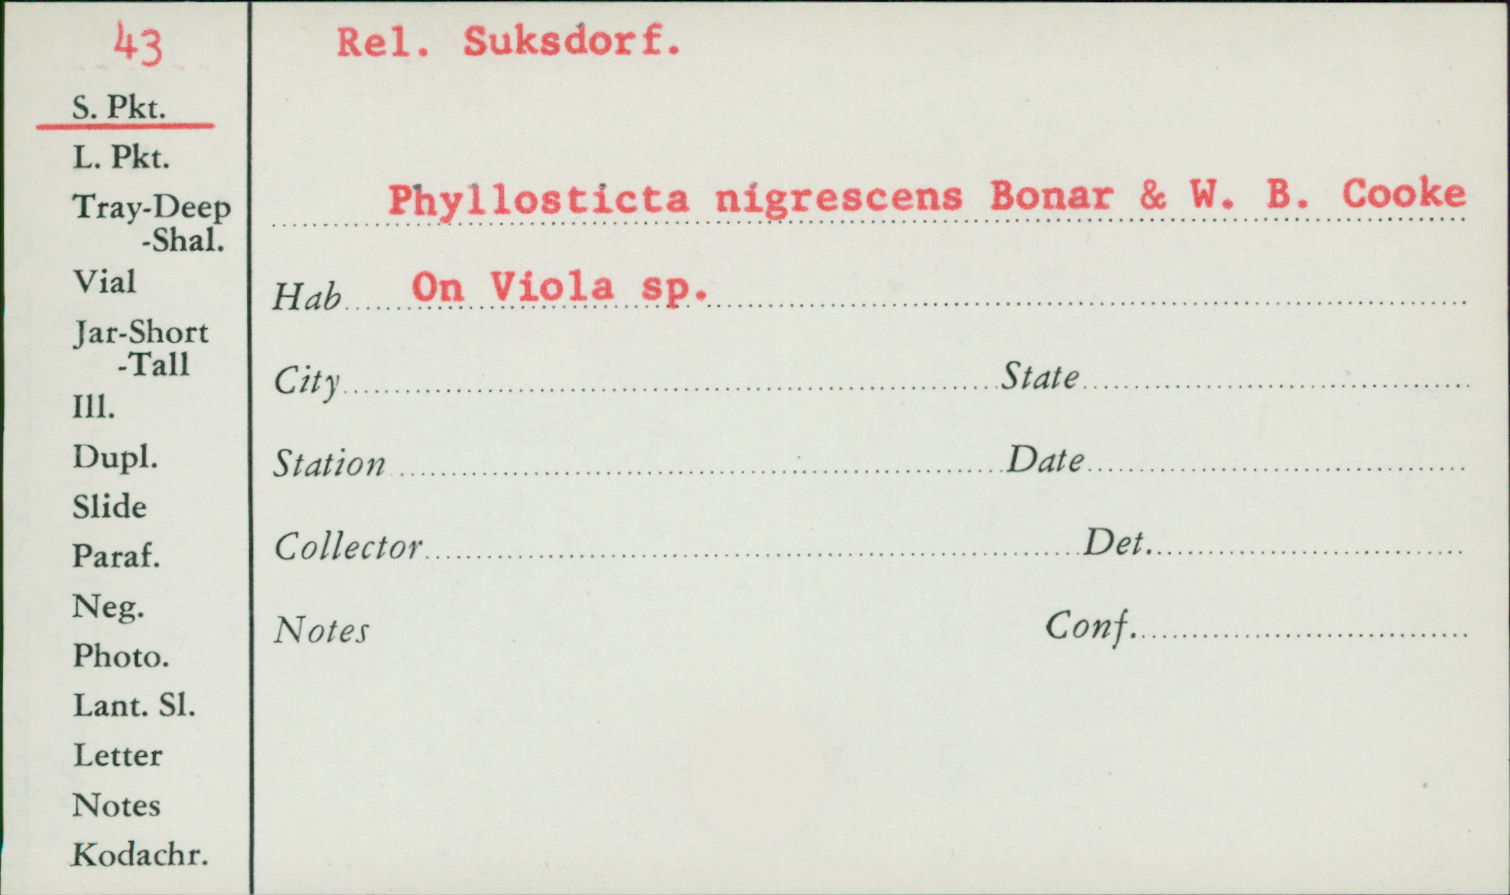 43
Rel. Suksdorf.
S. Pkt.
L. Pkt.
Tray-Deep
-Shal.
Vial
Jar-Short
-Tall
Ill.
Dupl.
Slide
Paraf.
Neg.
Photo.
Lant. Sl.
Letter
Notes
Kodachr.
Phyllosticta nigrescens Bonar & W. B. Cooke
Hab On Viola sp.
City State
Station Date
Collector Det.
Notes Conf.